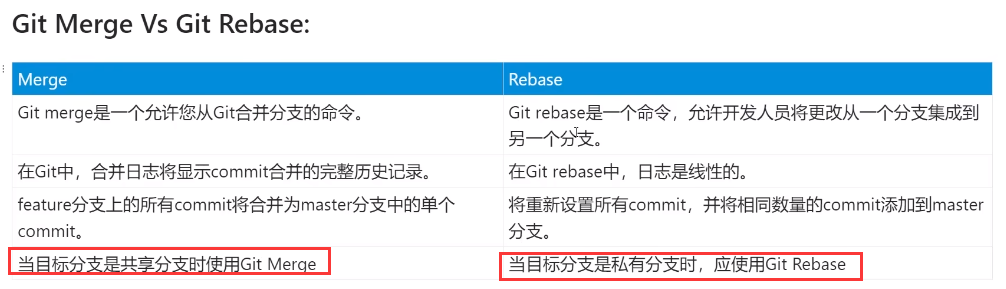 Git Merge Vs Git Rebase:
Merge
Rebase
Git merge是一个允许您从Git合并分支的命令。
Git rebase是一个命令，允许开发人员将更改从一个分支集成到
另一个分支。
在Git中，合并日志将显示commit合并的完整历史记录。
在Git rebase中，日志是线性的。
feature分支上的所有commit将合并为master分支中的单个
commit。
将重新设置所有commit，并将相同数量的commit添加到master
分支。
当目标分支是共享分支时使用Git Merge
当目标分支是私有分支时，应使用Git Rebase